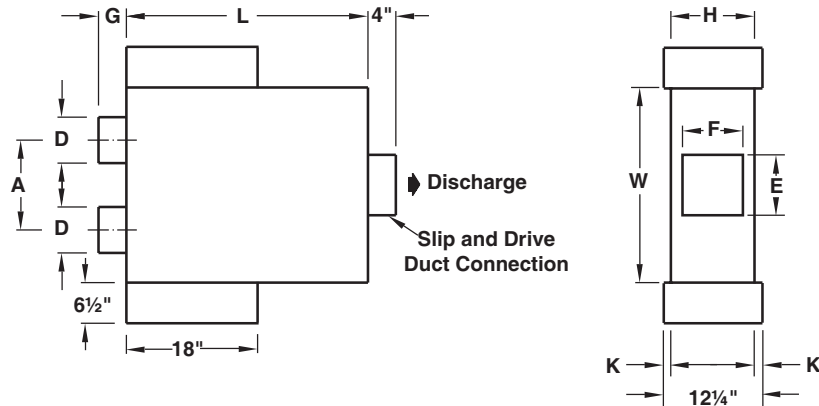 G
L
4"
H
D
A
D
F
W
E
Discharge
Slip and Drive
Duct Connection
6½"
18"
K
K
12¼"